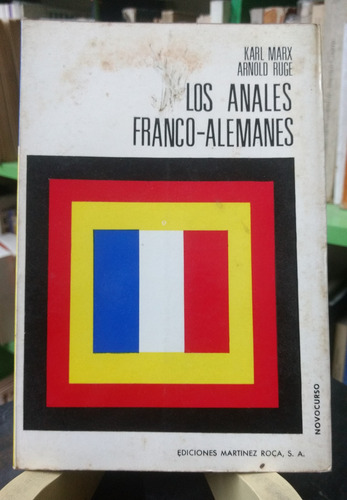 KARL MARX
ARNOLD RUGE
LOS ANALES
FRANCO-ALEMANES
NOVOCURSO
EDICIONES MARTINEZ ROCA, S. A.